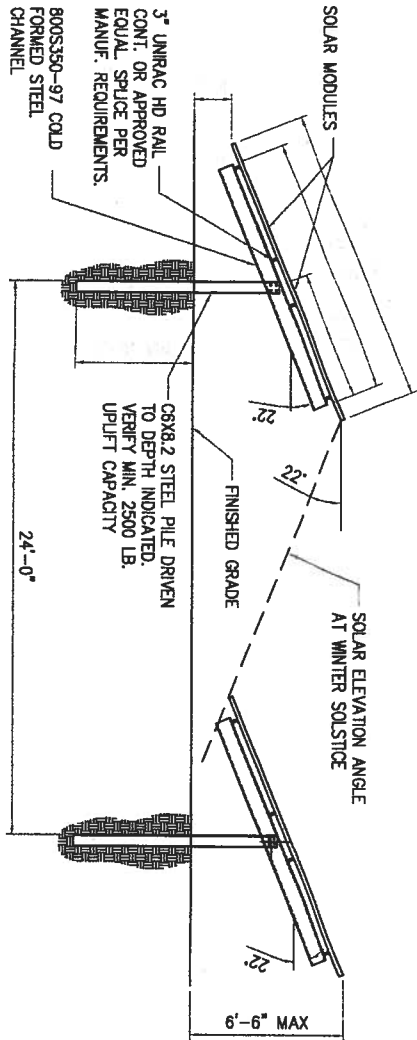 SOLAR MODULES
3" UNIRAC HD RAIL
CONT. OR APPROVED
EQUAL SPLICE PER
MANUF. REQUIREMENTS.
800S350-97 COLD
FORMED STEEL
CHANNEL
22°
22°
SOLAR ELEVATION ANGLE
AT WINTER SOLSTICE
FINISHED GRADE
C6X8.2 STEEL PILE DRIVEN
TO DEPTH INDICATED.
VERIFY MIN. 2500 LB.
UPLIFT CAPACITY
24'-0"
22°
6'-9" MAX